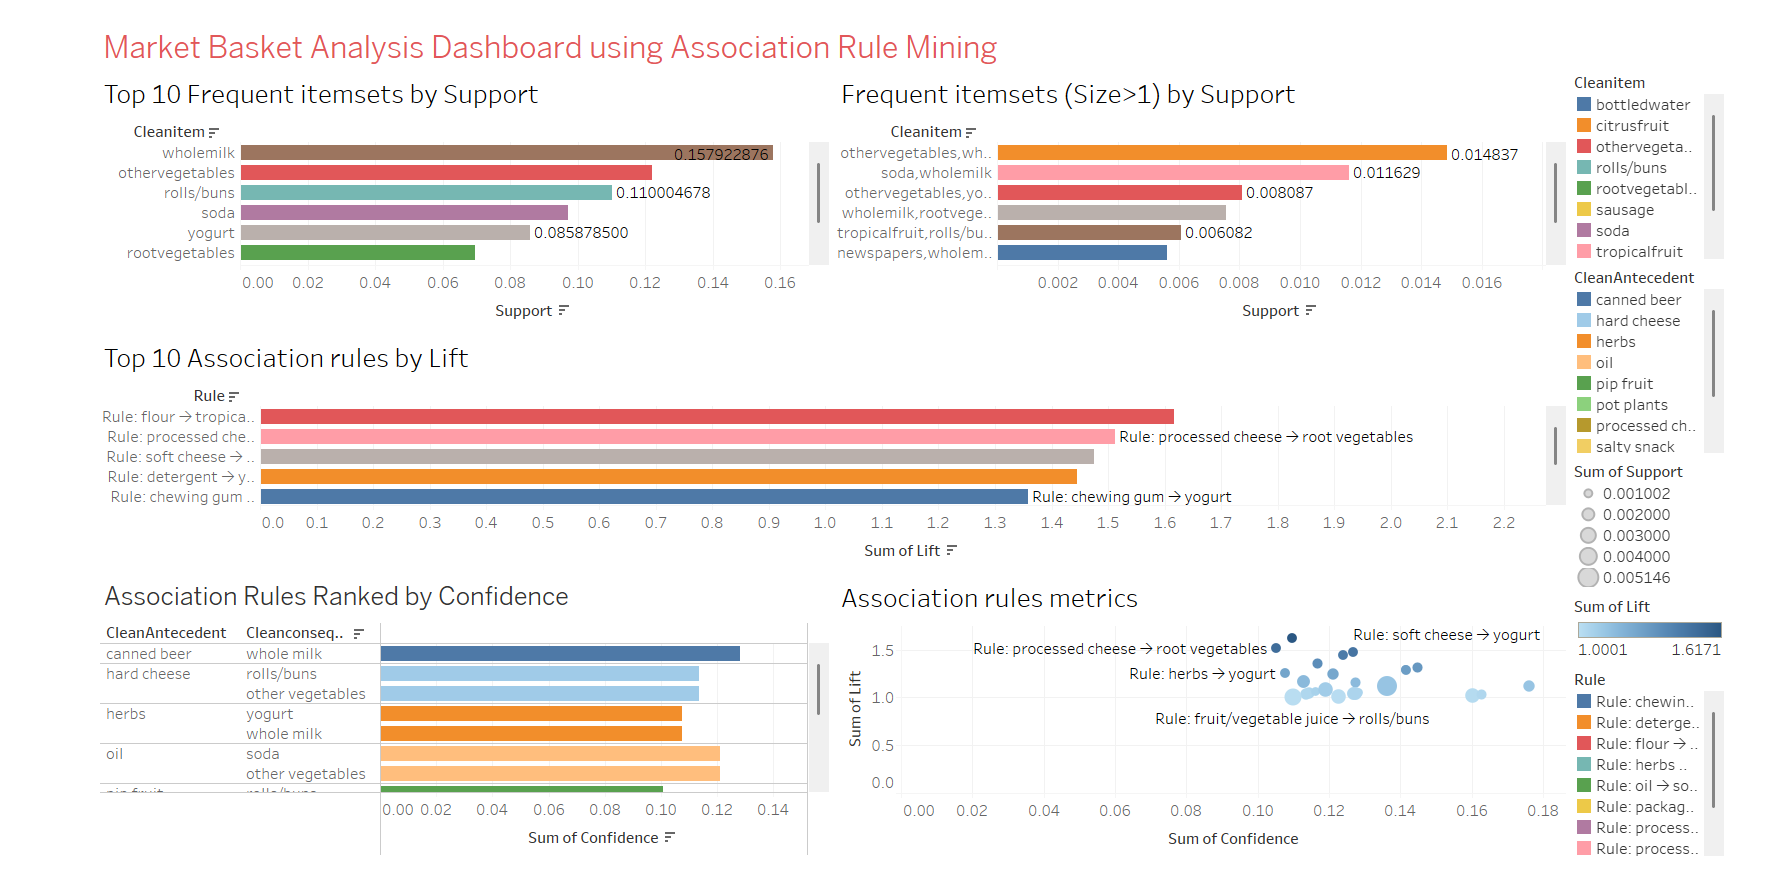 Market Basket Analysis Dashboard using Association Rule Mining
Top 10 Frequent itemsets by Support
Cleanitem
wholemilk
0.157922876
othervegetables
rolls/buns
0.110004678
soda
yogurt
0.085878500
rootvegetables
0.00 0.02 0.04 0.06 0.08 0.10 0.12 0.14 0.16
Support
Frequent itemsets (Size>1) by Support
Cleanitem
othervegetables,wh..
0.014837
soda,wholemilk
0.011629
othervegetables,yo..
0.008087
wholemilk,rootvege..
tropicalfruit,rolls/bu..
0.006082
newspapers,wholem..
0.002 0.004 0.006 0.008 0.010 0.012 0.014 0.016
Support
Top 10 Association rules by Lift
Rule
Rule: flour → tropica..
Rule: processed che..
Rule: processed cheese → root vegetables
Rule: soft cheese → ..
Rule: detergent → y..
Rule: chewing gum ..
Rule: chewing gum → yogurt
0.0 0.1 0.2 0.3 0.4 0.5 0.6 0.7 0.8 0.9 1.0 1.1 1.2 1.3 1.4 1.5 1.6 1.7 1.8 1.9 2.0 2.1 2.2
Sum of Lift
Association Rules Ranked by Confidence
CleanAntecedent Cleanconseq..
canned beer whole milk
hard cheese rolls/buns
other vegetables
herbs yogurt
whole milk
oil soda
other vegetables
0.00 0.02 0.04 0.06 0.08 0.10 0.12 0.14
Sum of Confidence
Association rules metrics
Rule: soft cheese → yogurt
Rule: processed cheese → root vegetables
Rule: herbs → yogurt
Rule: fruit/vegetable juice → rolls/buns
Sum of Lift
1.5
1.0
0.5
0.0
0.00 0.02 0.04 0.06 0.08 0.10 0.12 0.14 0.16 0.18
Sum of Confidence
Cleanitem
bottledwater
citrusfruit
othervegeta..
rolls/buns
rootvegetabl..
sausage
soda
tropicalfruit
CleanAntecedent
canned beer
hard cheese
herbs
oil
pip fruit
pot plants
processed ch..
salty snack
Sum of Support
0.001002
0.002000
0.003000
0.004000
0.005146
Sum of Lift
1.0001 1.6171
Rule
Rule: chewin..
Rule: deterge..
Rule: flour → ..
Rule: herbs ..
Rule: oil → so..
Rule: packag..
Rule: process..
Rule: process..